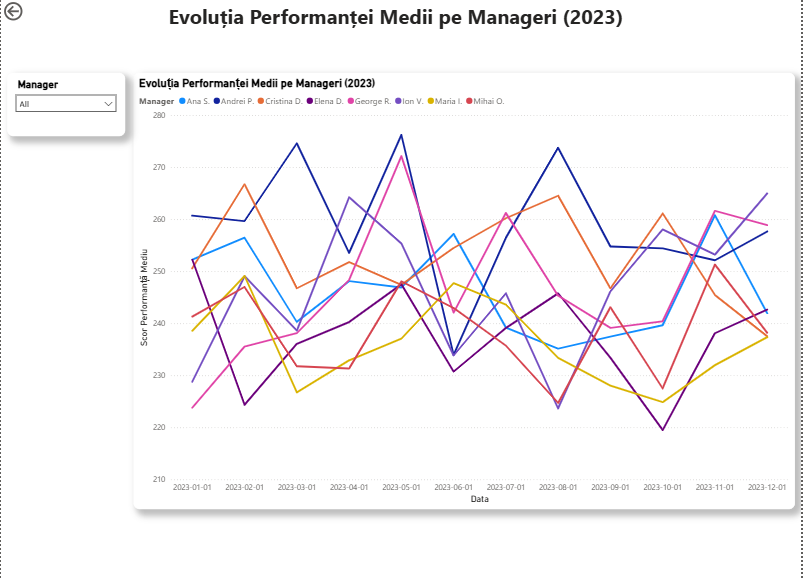 Evoluția Performanței Medii pe Manageri (2023)
Manager
All
Evoluția Performanței Medii pe Manageri (2023)
Manager Ana S. Andrei P. Cristina D. Elena D. George R. Ion V. Maria I. Mihai O.
280
270
260
250
240
230
220
210
Scor Performanță Mediu
2023-01-01 2023-02-01 2023-03-01 2023-04-01 2023-05-01 2023-06-01 2023-07-01 2023-08-01 2023-09-01 2023-10-01 2023-11-01 2023-12-01
Data